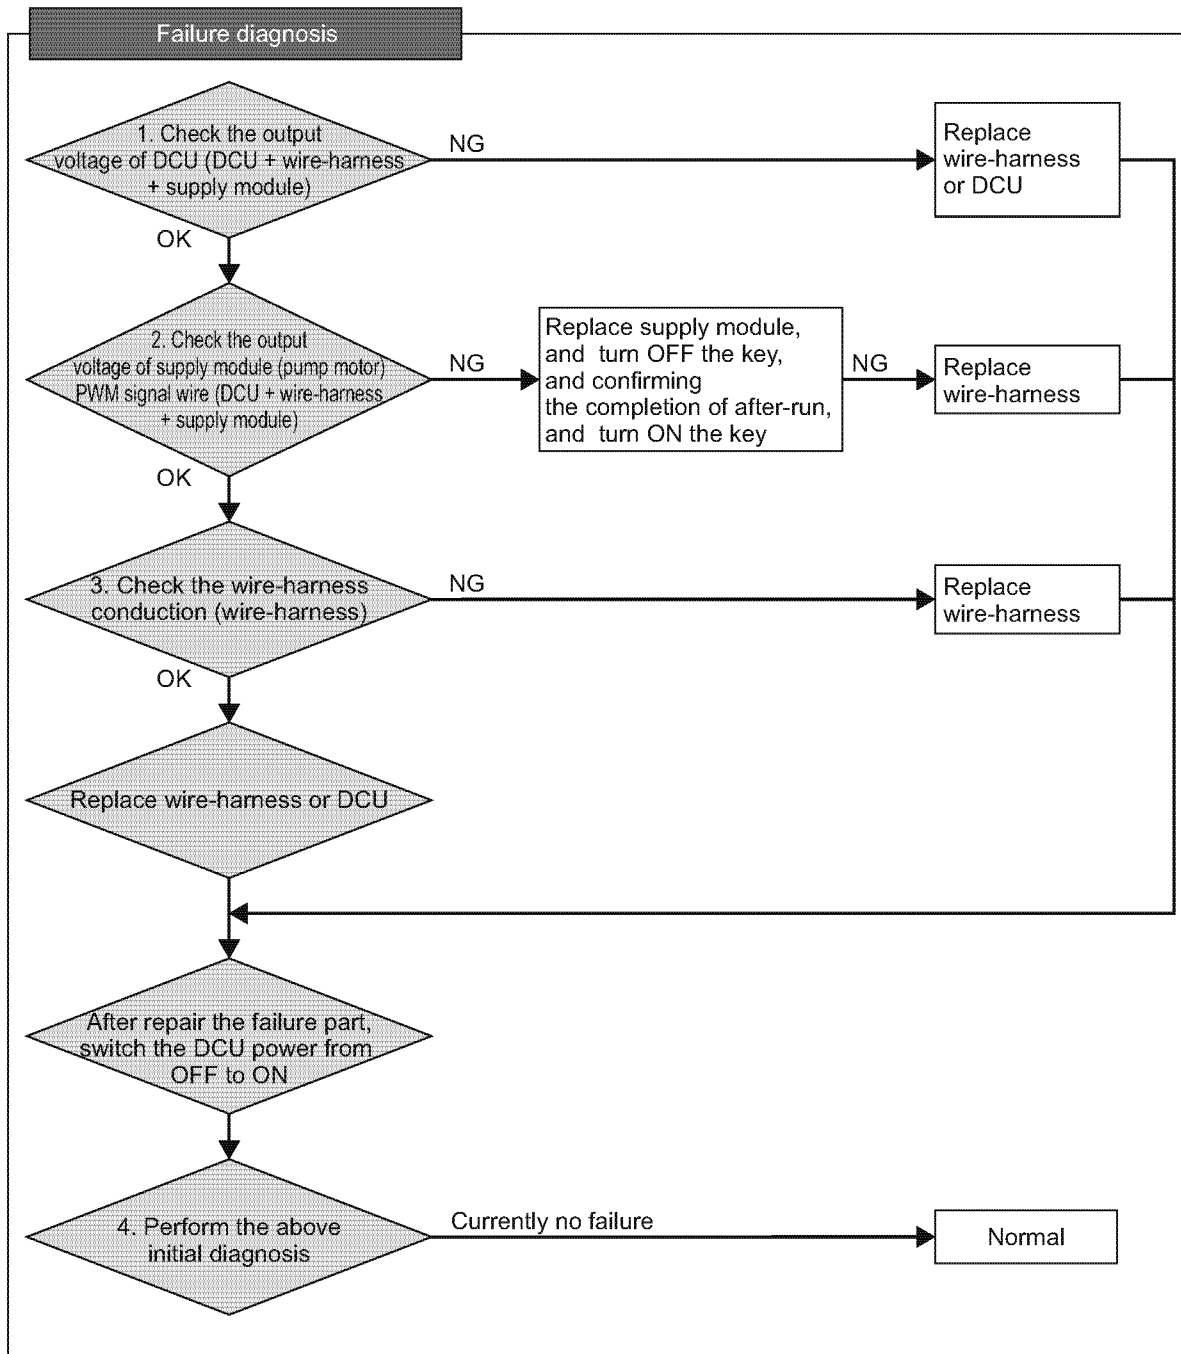 Failure diagnosis
1. Check the output
voltage of DCU (DCU + wire-harness
+ supply module)
NG
Replace
wire-harness
or DCU
OK
2. Check the output
voltage of supply module (pump motor)
PWM signal wire (DCU + wire-harness
+ supply module)
NG
Replace supply module,
and turn OFF the key,
and confirming
the completion of after-run,
and turn ON the key
NG
Replace
wire-harness
OK
3. Check the wire-harness
conduction (wire-harness)
NG
Replace
wire-harness
OK
Replace wire-harness or DCU
After repair the failure part,
switch the DCU power from
OFF to ON
4. Perform the above
initial diagnosis
Currently no failure
Normal